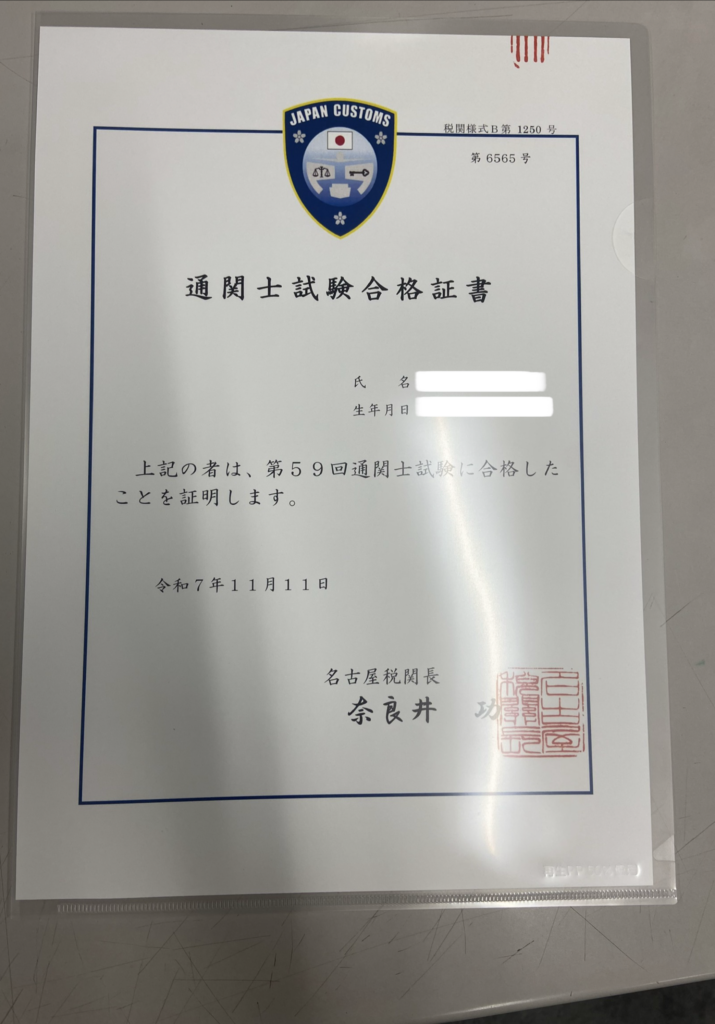 JAPAN CUSTOMS
税関様式B第 1250 号
第 6565 号
通関士試験合格証書
氏 名
生年月日
上記の者は、第59回通関士試験に合格した
ことを証明します。
令和7年11月11日
名古屋税関長
奈良井 功